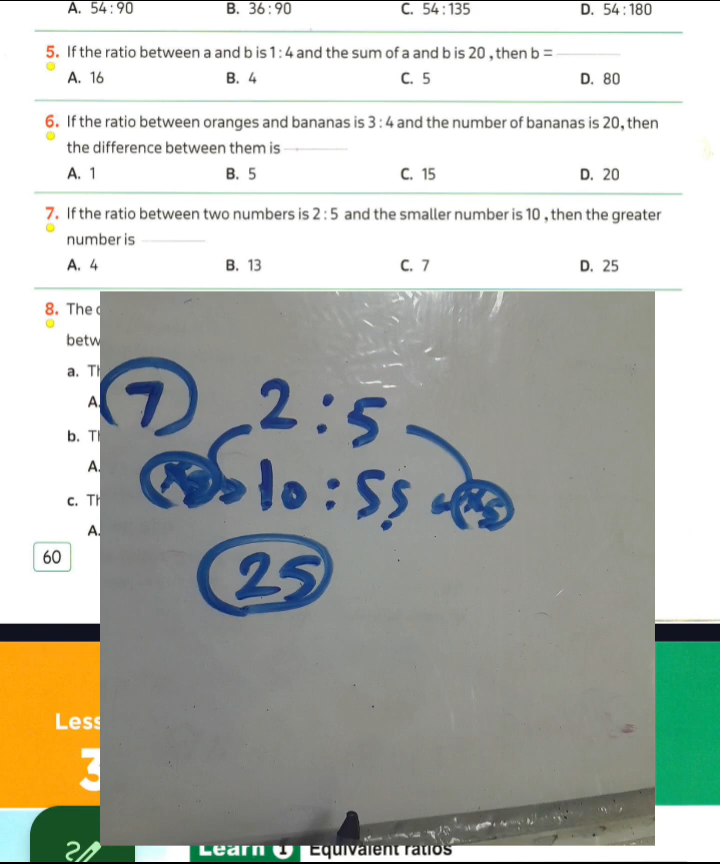 A. 54:90 B. 36:90 C. 54:135 D. 54:180
5. If the ratio between a and b is 1:4 and the sum of a and b is 20, then b =
A. 16 B. 4 C. 5 D. 80
6. If the ratio between oranges and bananas is 3:4 and the number of bananas is 20, then
the difference between them is
A. 1 B. 5 C. 15 D. 20
7. If the ratio between two numbers is 2:5 and the smaller number is 10, then the greater
number is
A. 4 B. 13 C. 7 D. 25
8. The
betw
a. Th
A.
b. Th
A.
c. Th
A.
60
7 2:5
×5 10:
×5
25
Less
3
Learn 1 Equivalent ratios